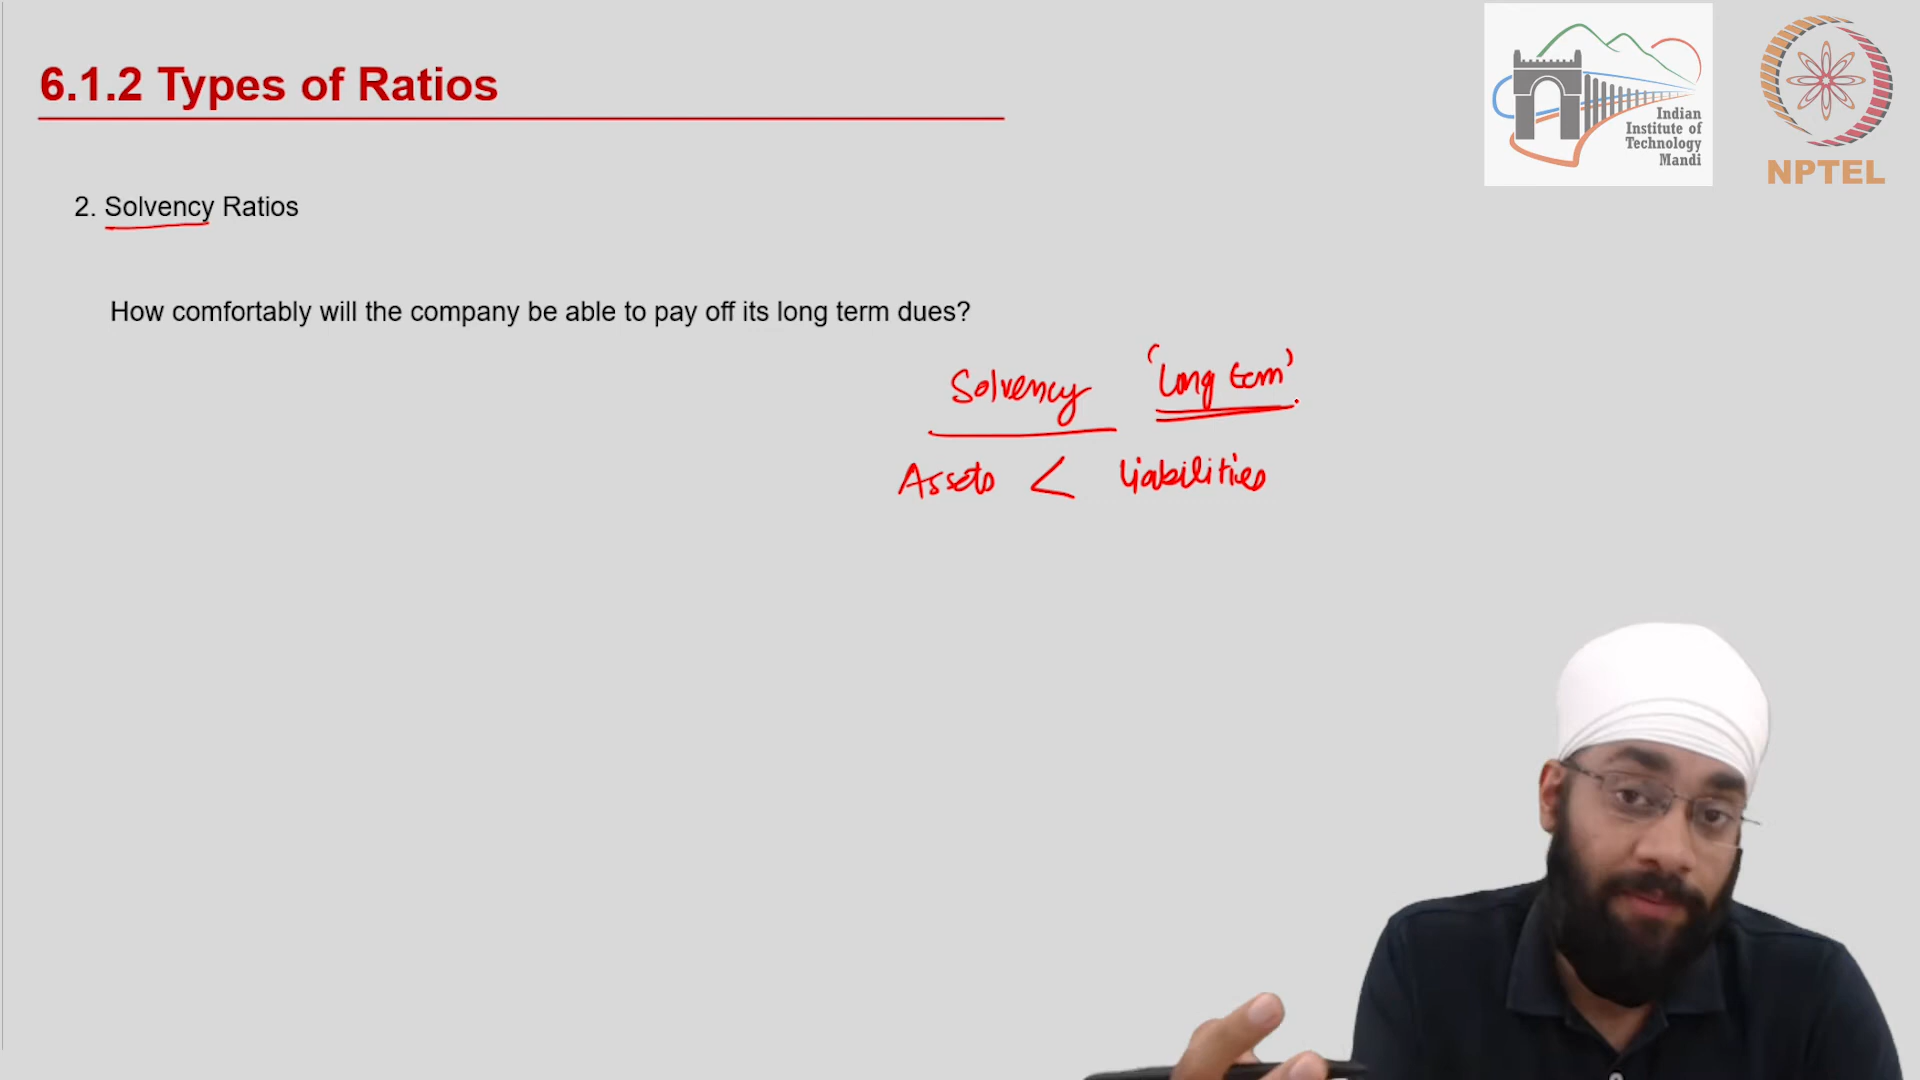 6.1.2 Types of Ratios
Indian
Institute of
Technology
Mandi
NPTEL
2. Solvency Ratios
How comfortably will the company be able to pay off its long term dues?
Solvency 'long term'
Assets < liabilities